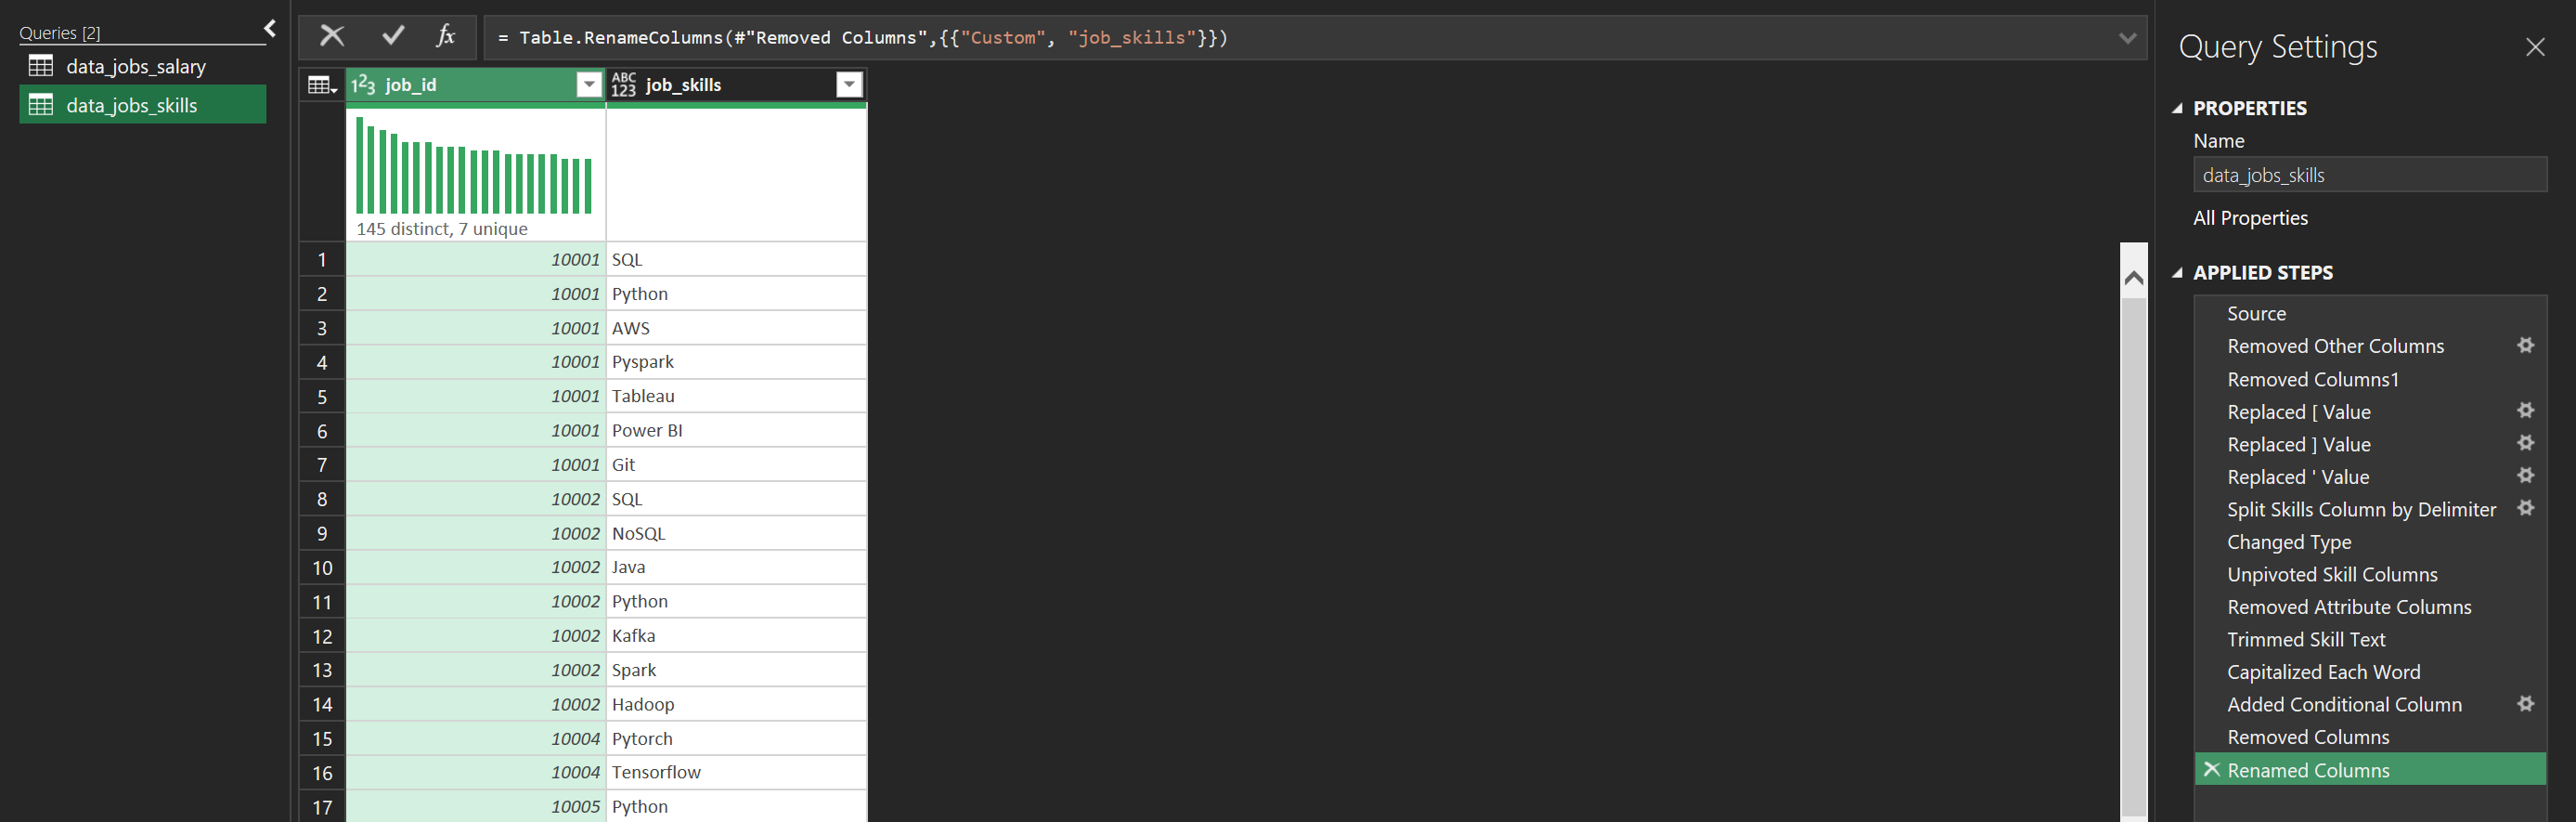 Queries [2]
data_jobs_salary
data_jobs_skills
fx
= Table.RenameColumns(#"Removed Columns",{{"Custom", "job_skills"}})
1²3 job_id
ABC 123 job_skills
145 distinct, 7 unique
1 10001 SQL
2 10001 Python
3 10001 AWS
4 10001 Pyspark
5 10001 Tableau
6 10001 Power BI
7 10001 Git
8 10002 SQL
9 10002 NoSQL
10 10002 Java
11 10002 Python
12 10002 Kafka
13 10002 Spark
14 10002 Hadoop
15 10004 Pytorch
16 10004 Tensorflow
17 10005 Python
Query Settings
PROPERTIES
Name
data_jobs_skills
All Properties
APPLIED STEPS
Source
Removed Other Columns
Removed Columns1
Replaced [ Value
Replaced ] Value
Replaced ' Value
Split Skills Column by Delimiter
Changed Type
Unpivoted Skill Columns
Removed Attribute Columns
Trimmed Skill Text
Capitalized Each Word
Added Conditional Column
Removed Columns
Renamed Columns